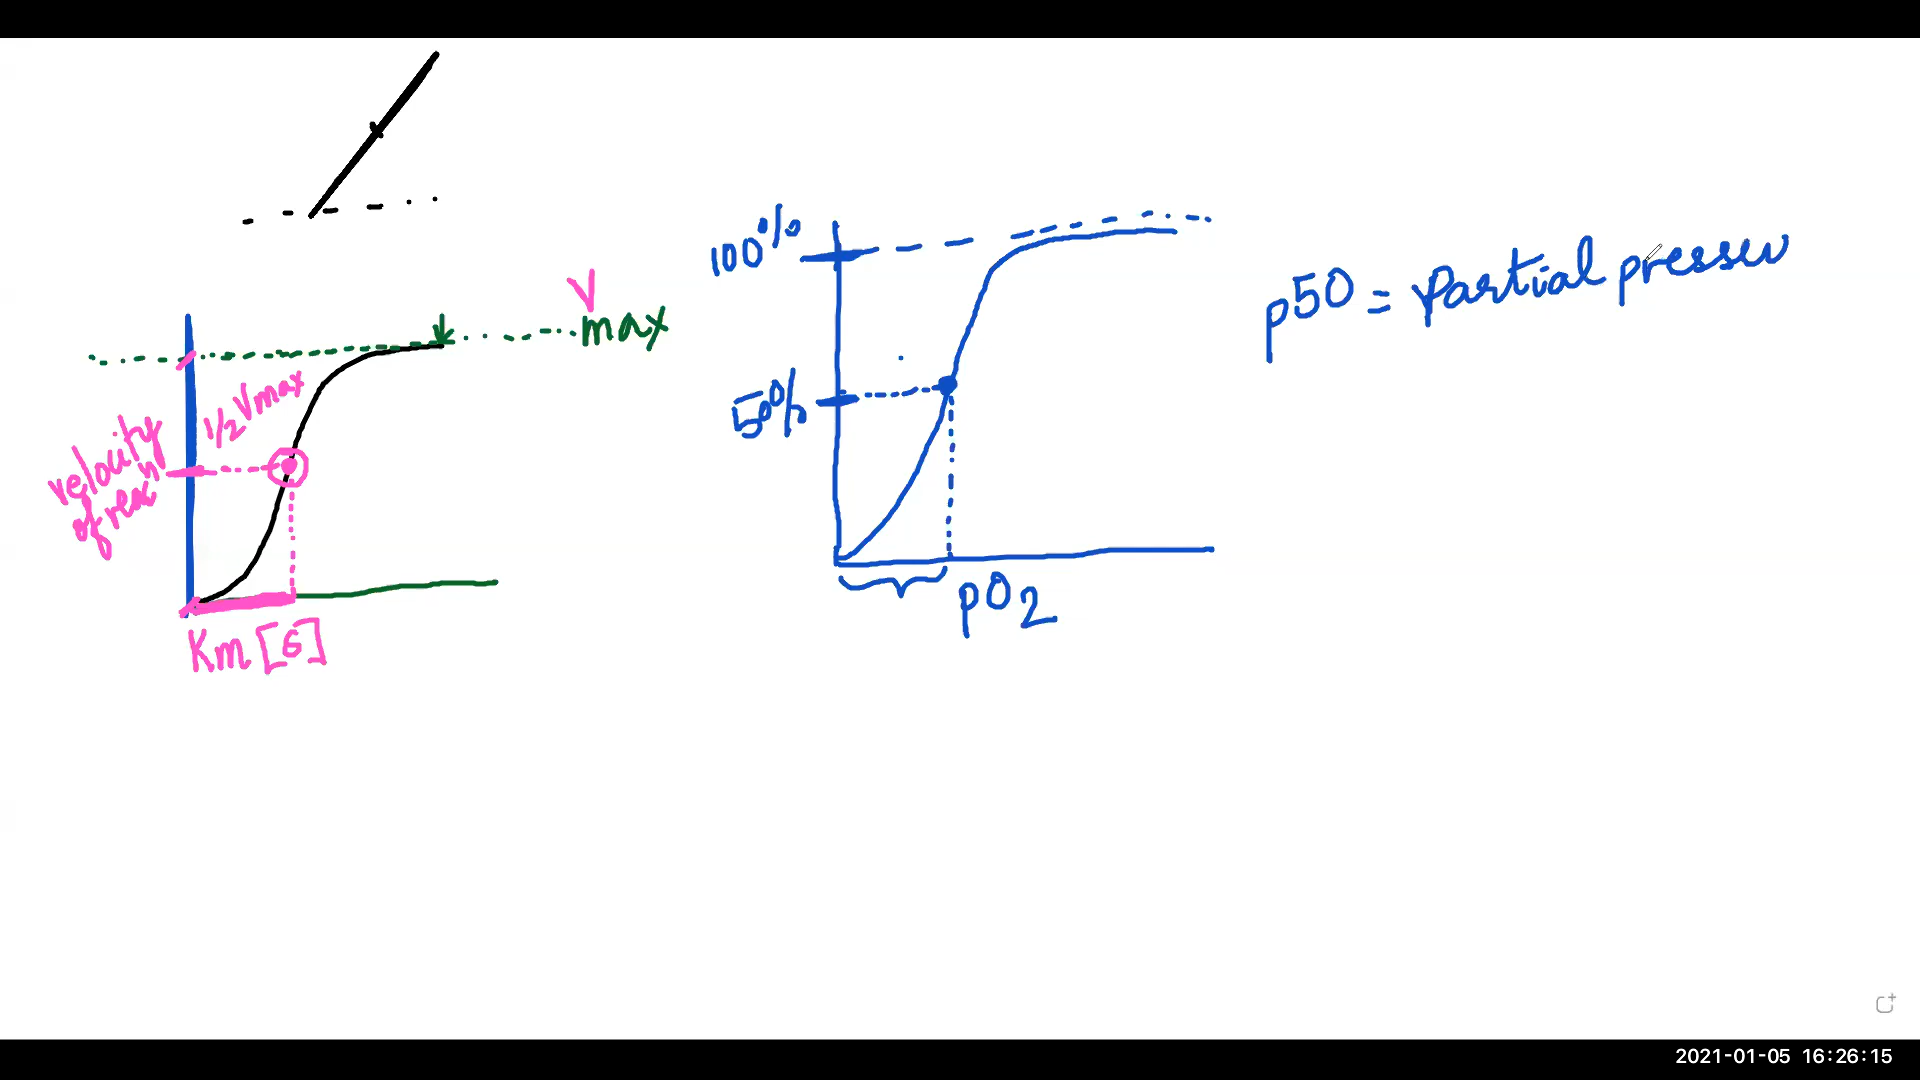 V
max
1/2 Vmax
velocity
of reaxn
Km [S]
100%
50%
pO2
p50 = Partial pressu
2021-01-05 16:26:15